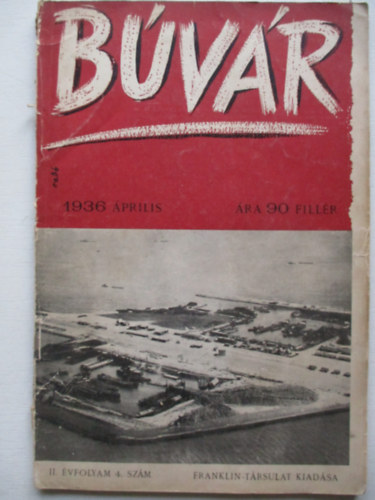 BÚVÁR
1936 ÁPRILIS ÁRA 90 FILLÉR
II. ÉVFOLYAM 4. SZÁM FRANKLIN-TÁRSULAT KIADÁSA